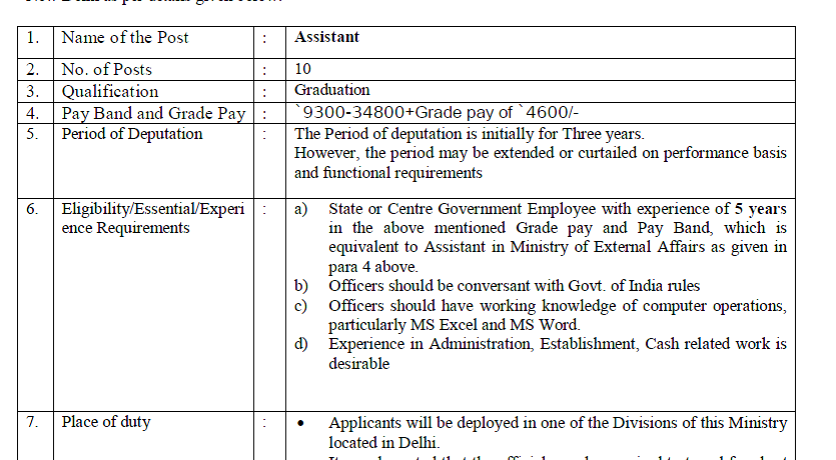 1. Name of the Post : Assistant
2. No. of Posts : 10
3. Qualification : Graduation
4. Pay Band and Grade Pay : `9300-34800+Grade pay of `4600/-
5. Period of Deputation : The Period of deputation is initially for Three years.
However, the period may be extended or curtailed on performance basis
and functional requirements
6. Eligibility/Essential/Experi : a) State or Centre Government Employee with experience of 5 years
ence Requirements in the above mentioned Grade pay and Pay Band, which is
equivalent to Assistant in Ministry of External Affairs as given in
para 4 above.
b) Officers should be conversant with Govt. of India rules
c) Officers should have working knowledge of computer operations,
particularly MS Excel and MS Word.
d) Experience in Administration, Establishment, Cash related work is
desirable
7. Place of duty : • Applicants will be deployed in one of the Divisions of this Ministry
located in Delhi.